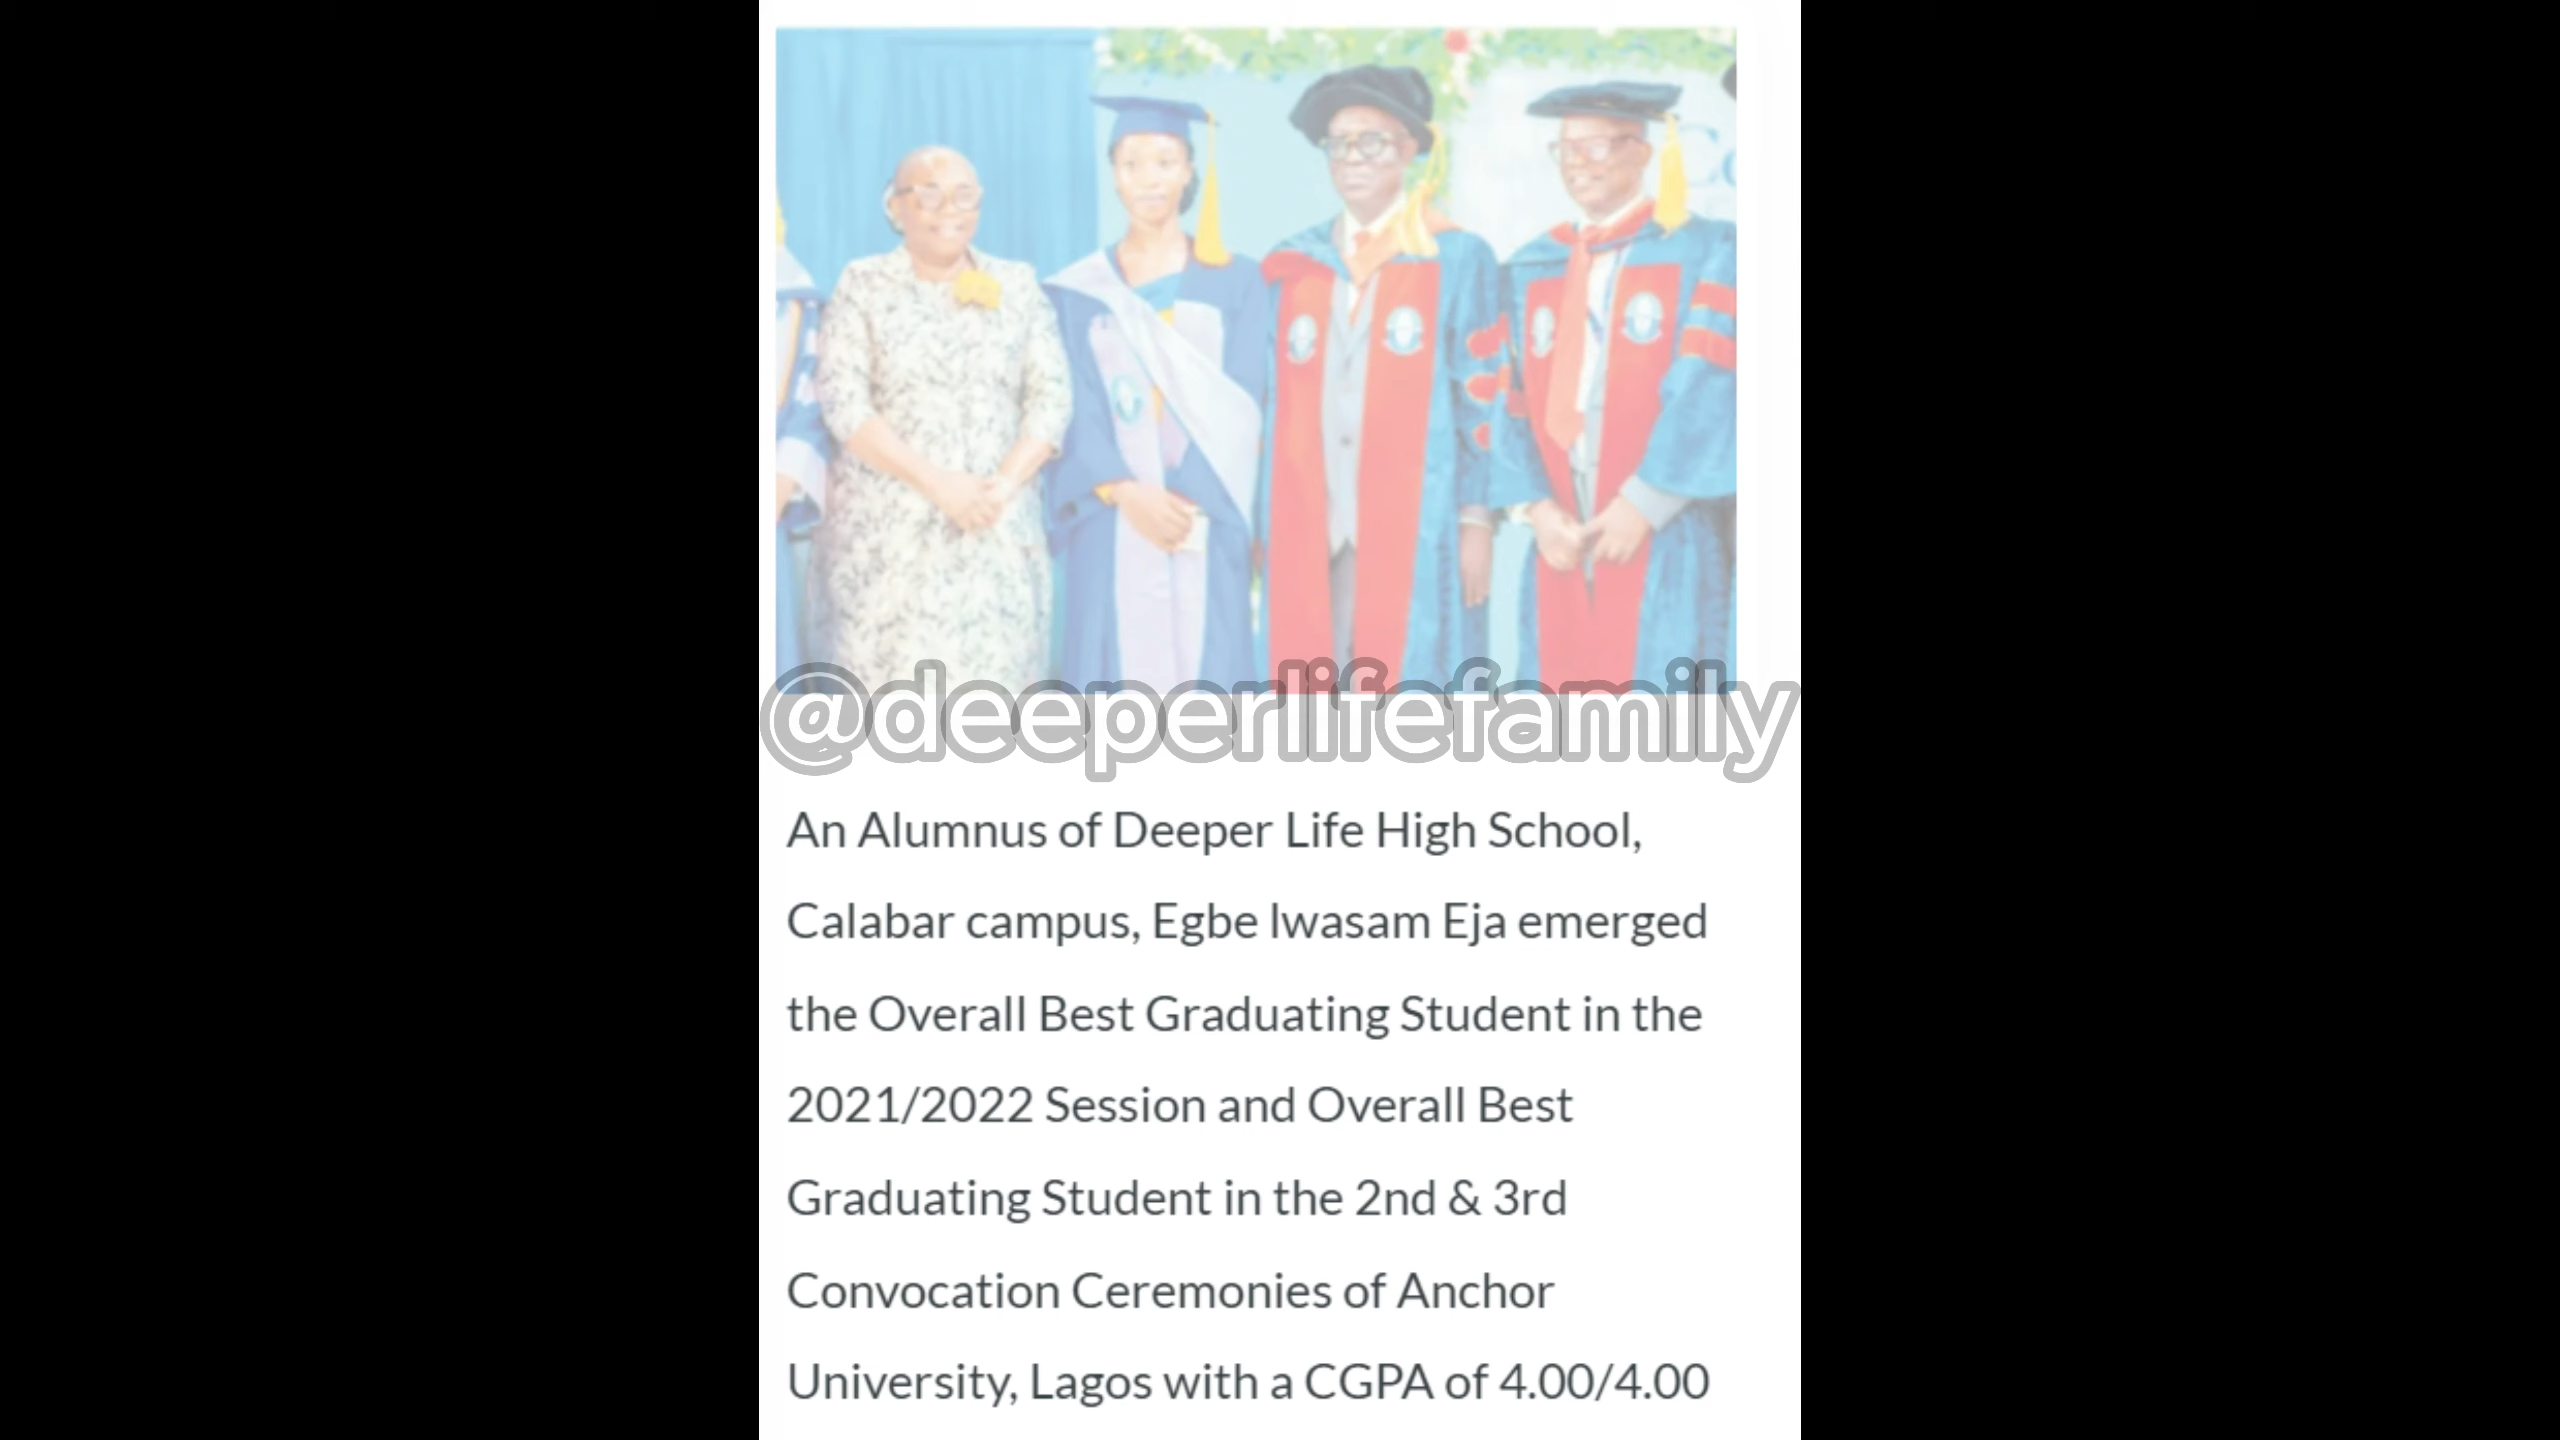 @deeperlifefamily
An Alumnus of Deeper Life High School,
Calabar campus, Egbe Iwasam Eja emerged
the Overall Best Graduating Student in the
2021/2022 Session and Overall Best
Graduating Student in the 2nd & 3rd
Convocation Ceremonies of Anchor
University, Lagos with a CGPA of 4.00/4.00